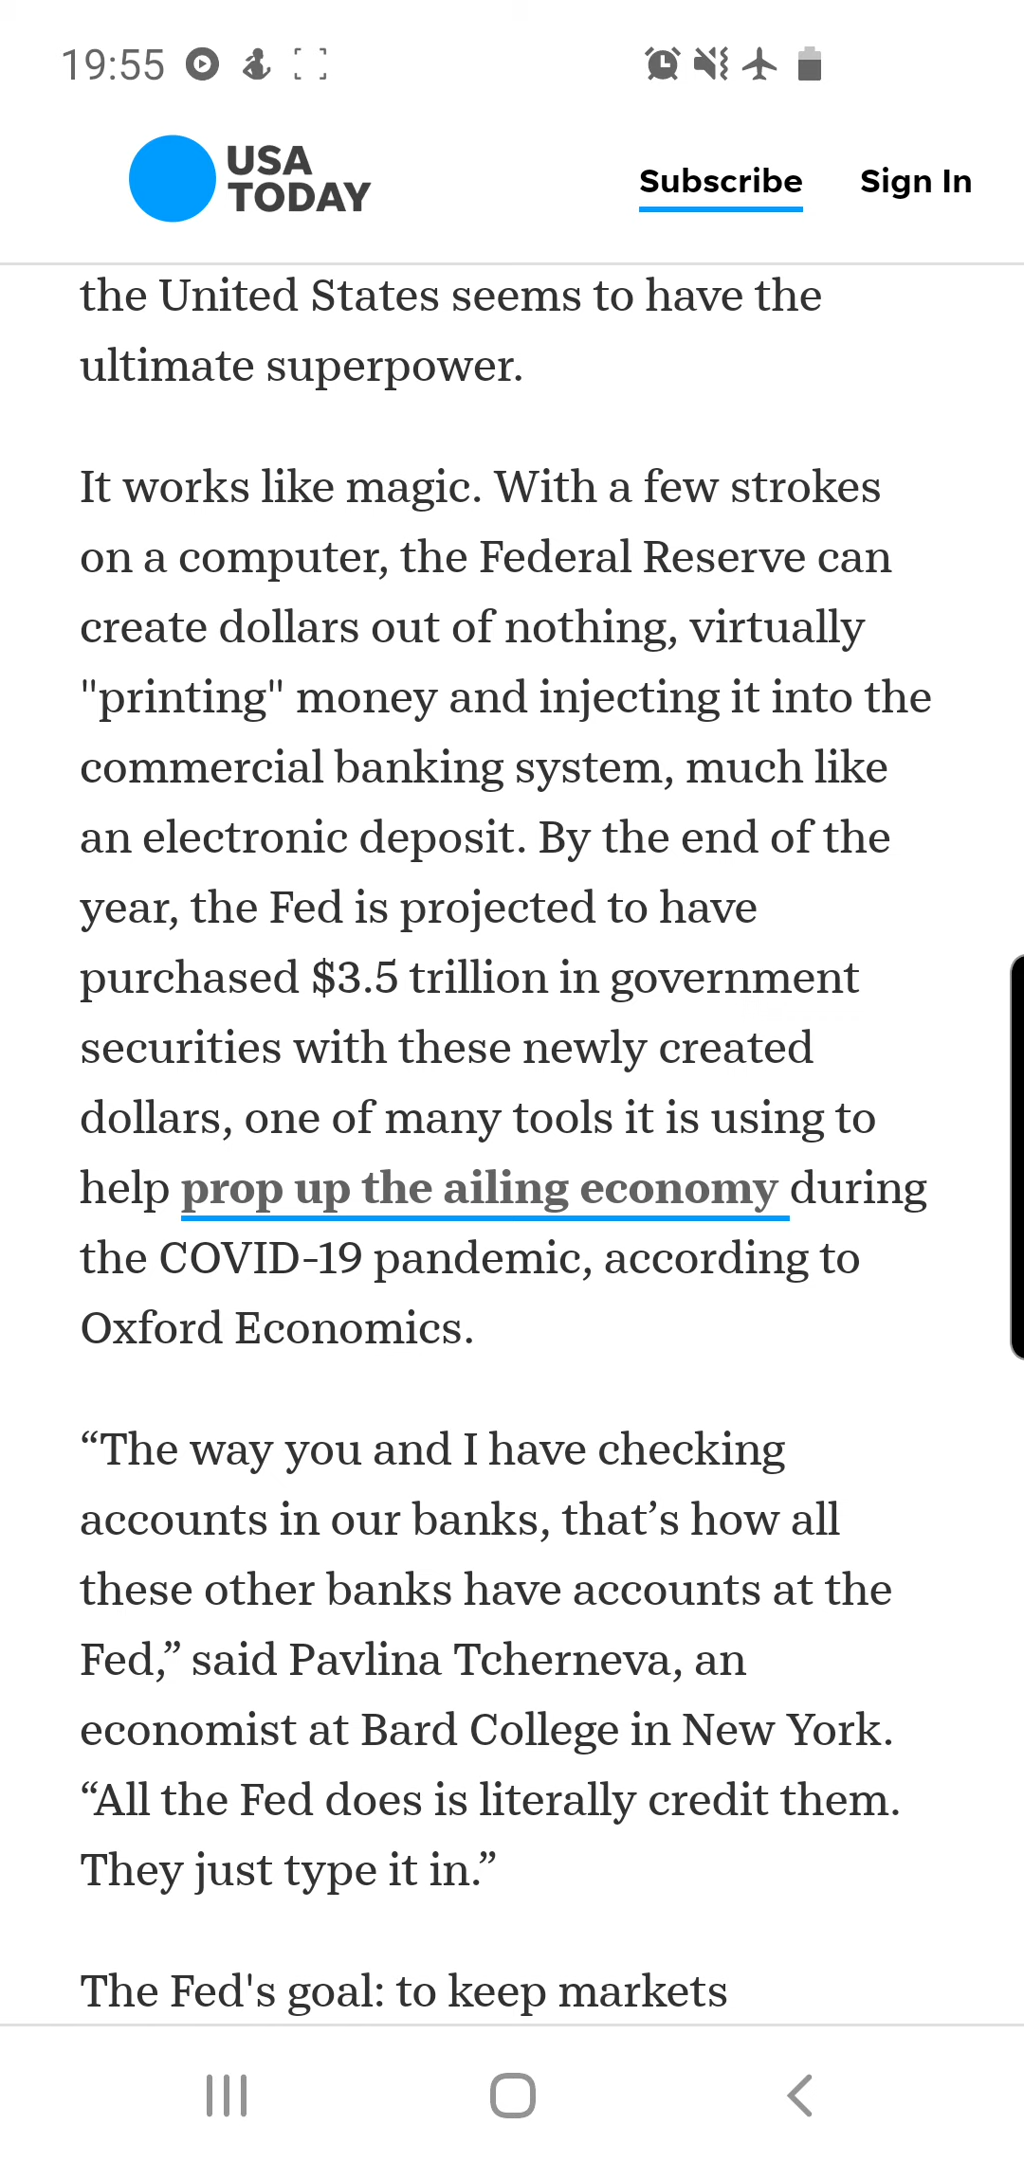 19:55
USA
TODAY
Subscribe
Sign In
the United States seems to have the
ultimate superpower.
It works like magic. With a few strokes
on a computer, the Federal Reserve can
create dollars out of nothing, virtually
"printing" money and injecting it into the
commercial banking system, much like
an electronic deposit. By the end of the
year, the Fed is projected to have
purchased $3.5 trillion in government
securities with these newly created
dollars, one of many tools it is using to
help prop up the ailing economy during
the COVID-19 pandemic, according to
Oxford Economics.
“The way you and I have checking
accounts in our banks, that’s how all
these other banks have accounts at the
Fed,” said Pavlina Tcherneva, an
economist at Bard College in New York.
“All the Fed does is literally credit them.
They just type it in.”
The Fed's goal: to keep markets